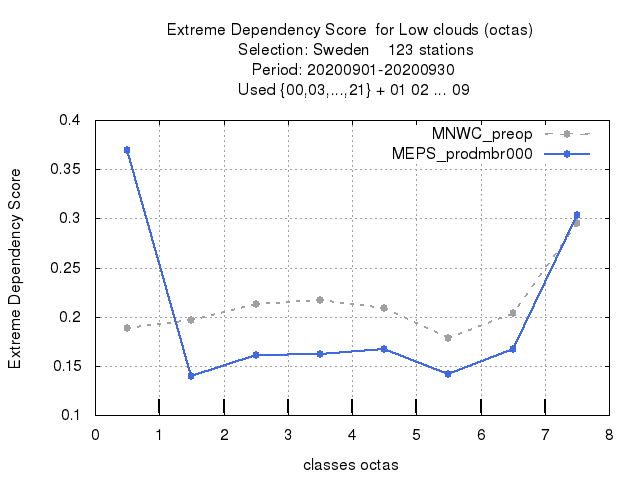 Extreme Dependency Score  for Low clouds (octas)
Selection: Sweden    123 stations
Period: 20200901-20200930
Used {00,03,...,21} + 01 02 ... 09
MNWC_preop
MEPS_prodmbr000
Extreme Dependency Score
0.4
0.35
0.3
0.25
0.2
0.15
0.1
0 1 2 3 4 5 6 7 8
classes octas